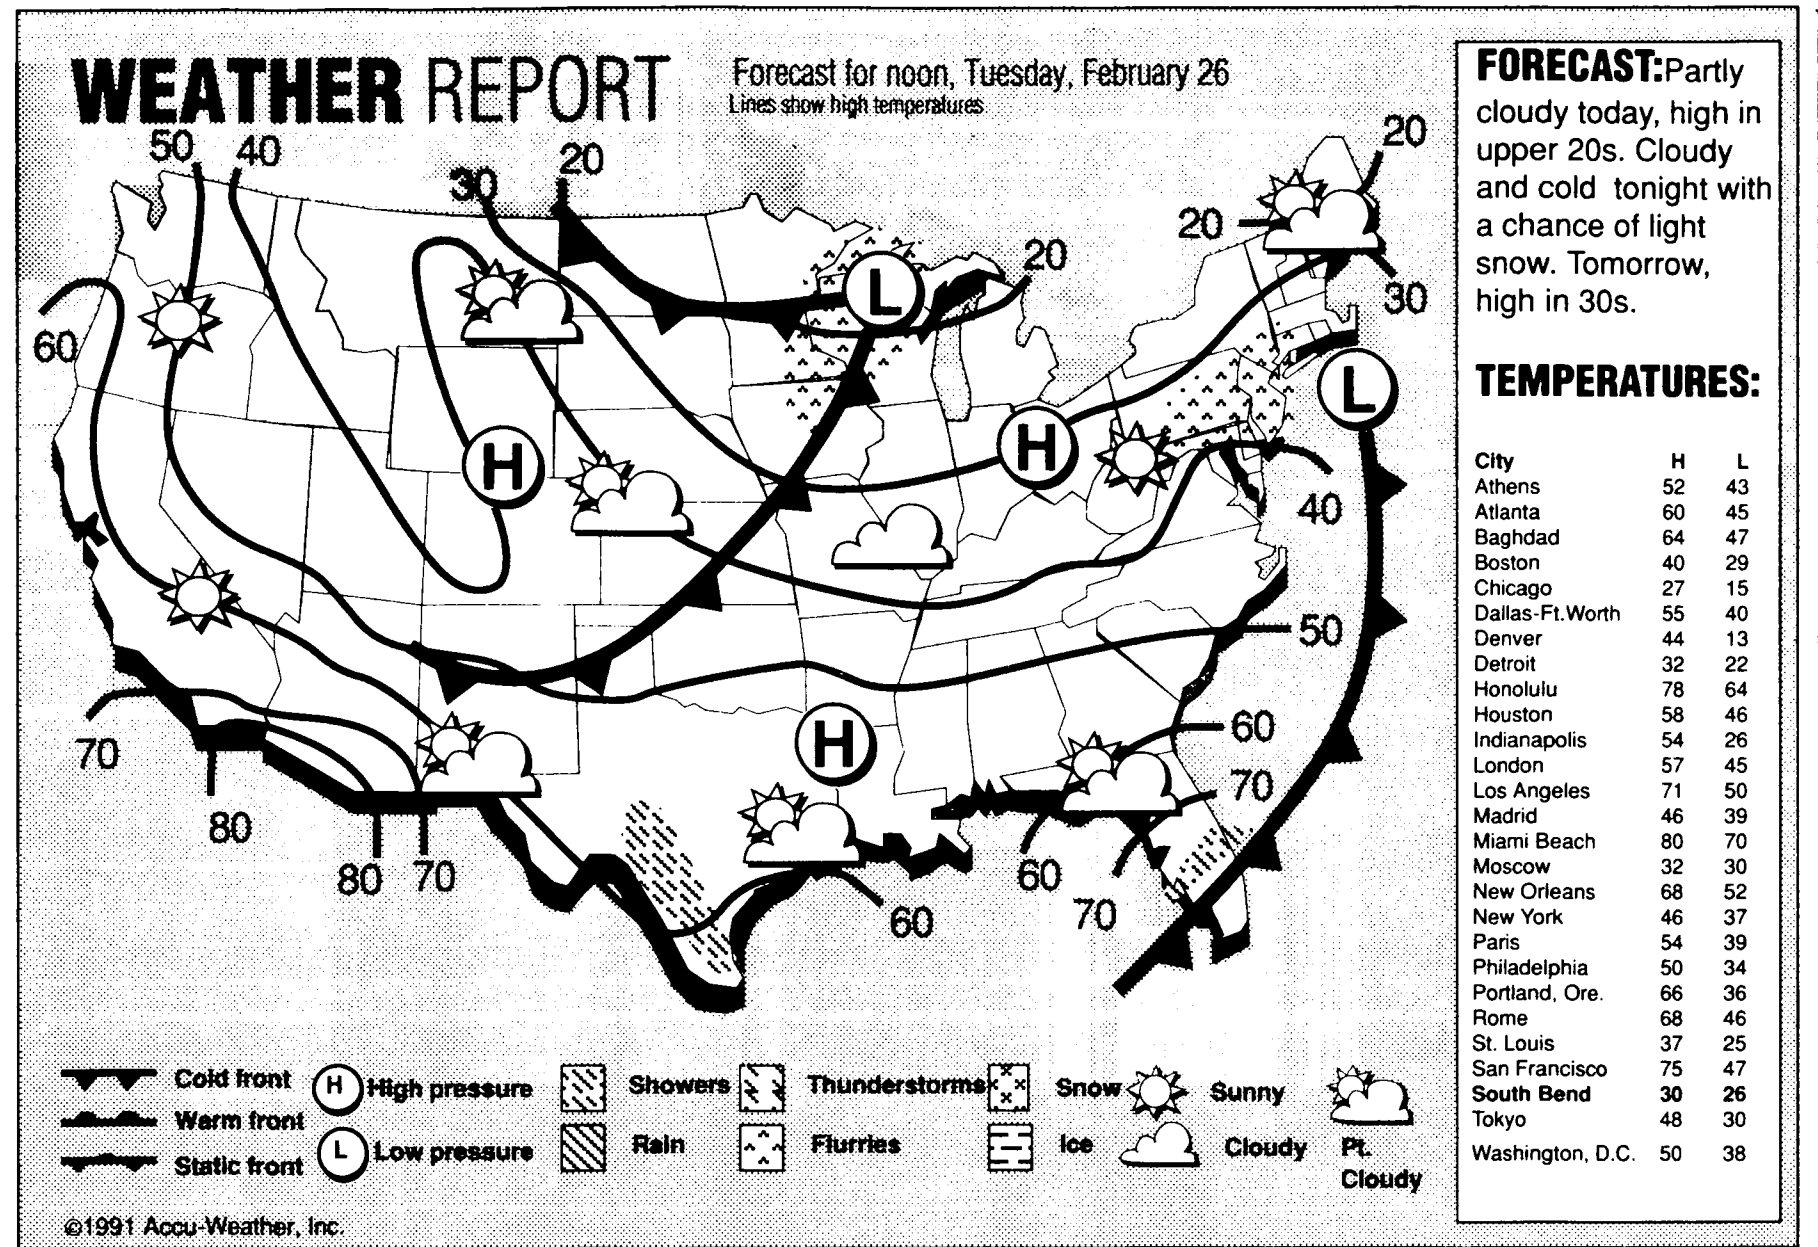 WEATHER REPORT
Forecast for noon, Tuesday, February 26
Lines show high temperatures
50
40
30
20
20
20
20
30
60
L
L
H
H
H
40
50
70
80
80
70
60
60
70
60
70
Cold front
Warm front
Static front
H High pressure
L Low pressure
Showers
Rain
Thunderstorms
Flurries
Snow
Ice
Sunny
Cloudy
Pt.
Cloudy
©1991 Accu-Weather, Inc.
FORECAST: Partly
cloudy today, high in
upper 20s. Cloudy
and cold tonight with
a chance of light
snow. Tomorrow,
high in 30s.
TEMPERATURES:
City H L
Athens 52 43
Atlanta 60 45
Baghdad 64 47
Boston 40 29
Chicago 27 15
Dallas-Ft.Worth 55 40
Denver 44 13
Detroit 32 22
Honolulu 78 64
Houston 58 46
Indianapolis 54 26
London 57 45
Los Angeles 71 50
Madrid 46 39
Miami Beach 80 70
Moscow 32 30
New Orleans 68 52
New York 46 37
Paris 54 39
Philadelphia 50 34
Portland, Ore. 66 36
Rome 68 46
St. Louis 37 25
San Francisco 75 47
South Bend 30 26
Tokyo 48 30
Washington, D.C. 50 38